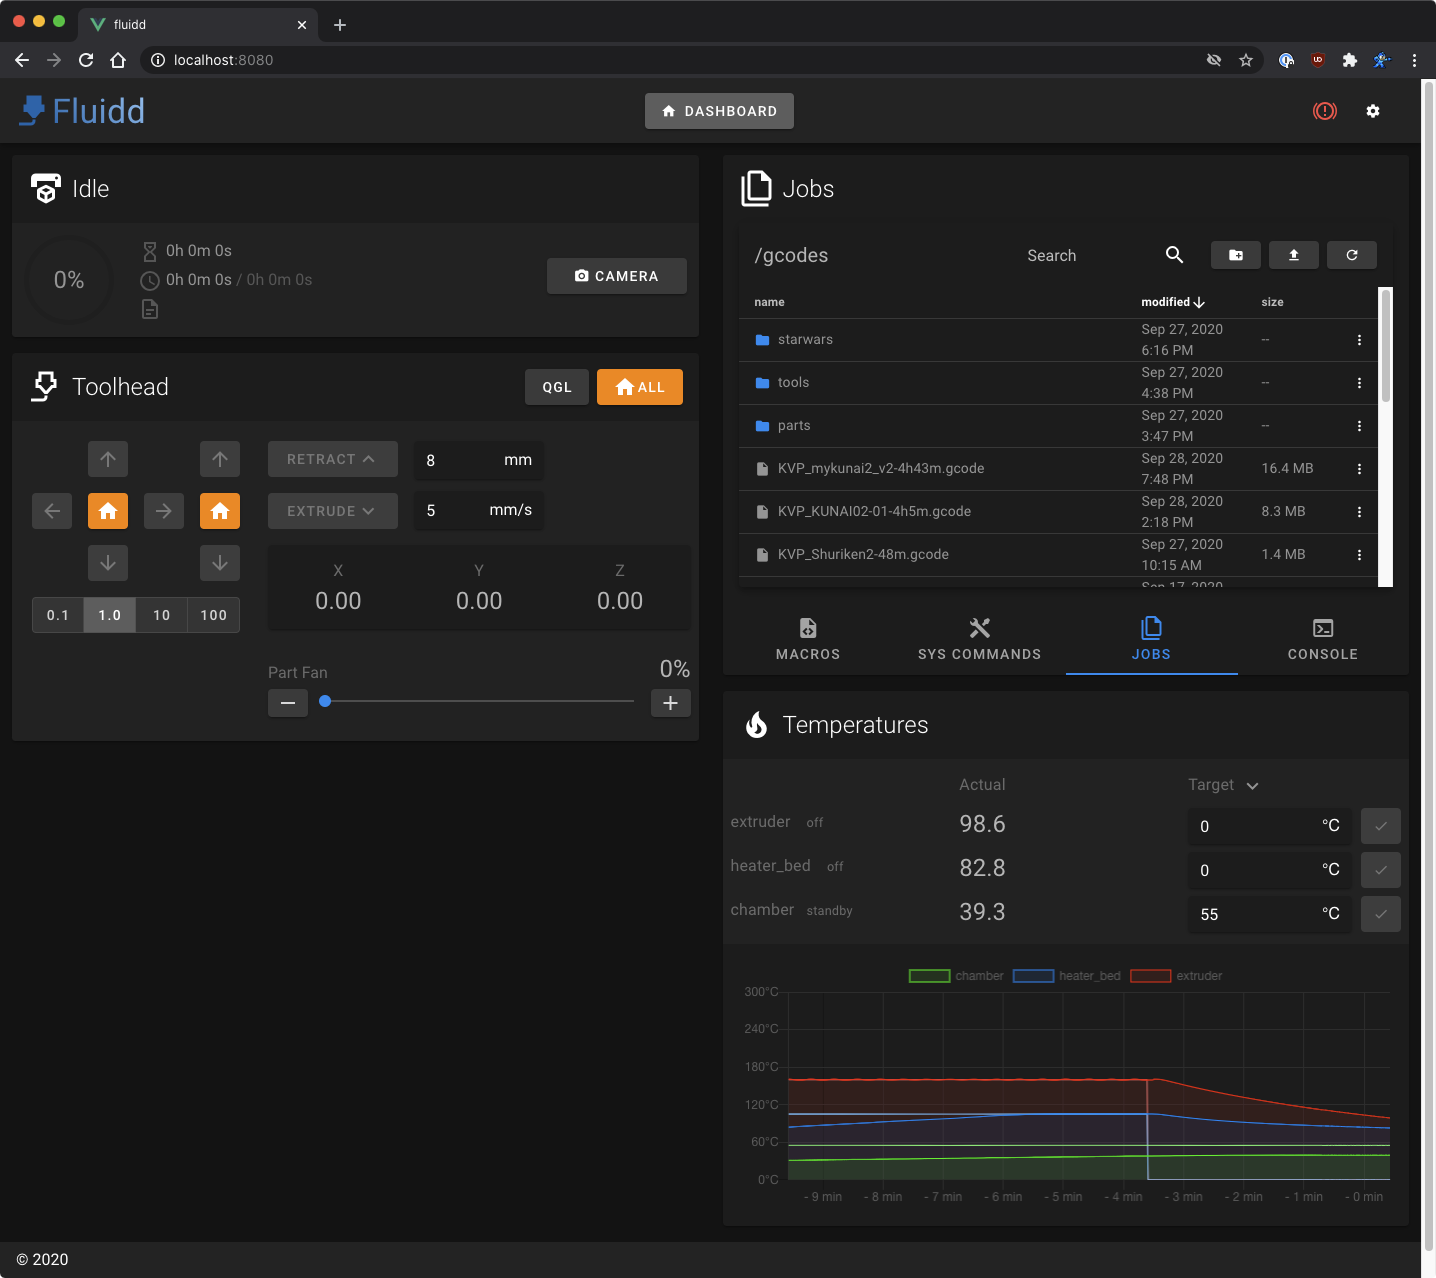 fluidd
localhost:8080
Fluidd
DASHBOARD
Idle
0%
0h 0m 0s
0h 0m 0s / 0h 0m 0s
CAMERA
Toolhead
QGL
ALL
RETRACT
8 mm
EXTRUDE
5 mm/s
X Y Z
0.00 0.00 0.00
0.1 1.0 10 100
Part Fan 0%
Jobs
/gcodes
Search
name modified size
starwars Sep 27, 2020 6:16 PM --
tools Sep 27, 2020 4:38 PM --
parts Sep 27, 2020 3:47 PM --
KVP_mykunai2_v2-4h43m.gcode Sep 28, 2020 7:48 PM 16.4 MB
KVP_KUNAI02-01-4h5m.gcode Sep 28, 2020 2:18 PM 8.3 MB
KVP_Shuriken2-48m.gcode Sep 27, 2020 10:15 AM 1.4 MB
Sep 17, 2020
MACROS SYS COMMANDS JOBS CONSOLE
Temperatures
Actual Target
extruder off 98.6 0 °C
heater_bed off 82.8 0 °C
chamber standby 39.3 55 °C
chamber heater_bed extruder
300°C
240°C
180°C
120°C
60°C
0°C
- 9 min - 8 min - 7 min - 6 min - 5 min - 4 min - 3 min - 2 min - 1 min - 0 min
© 2020